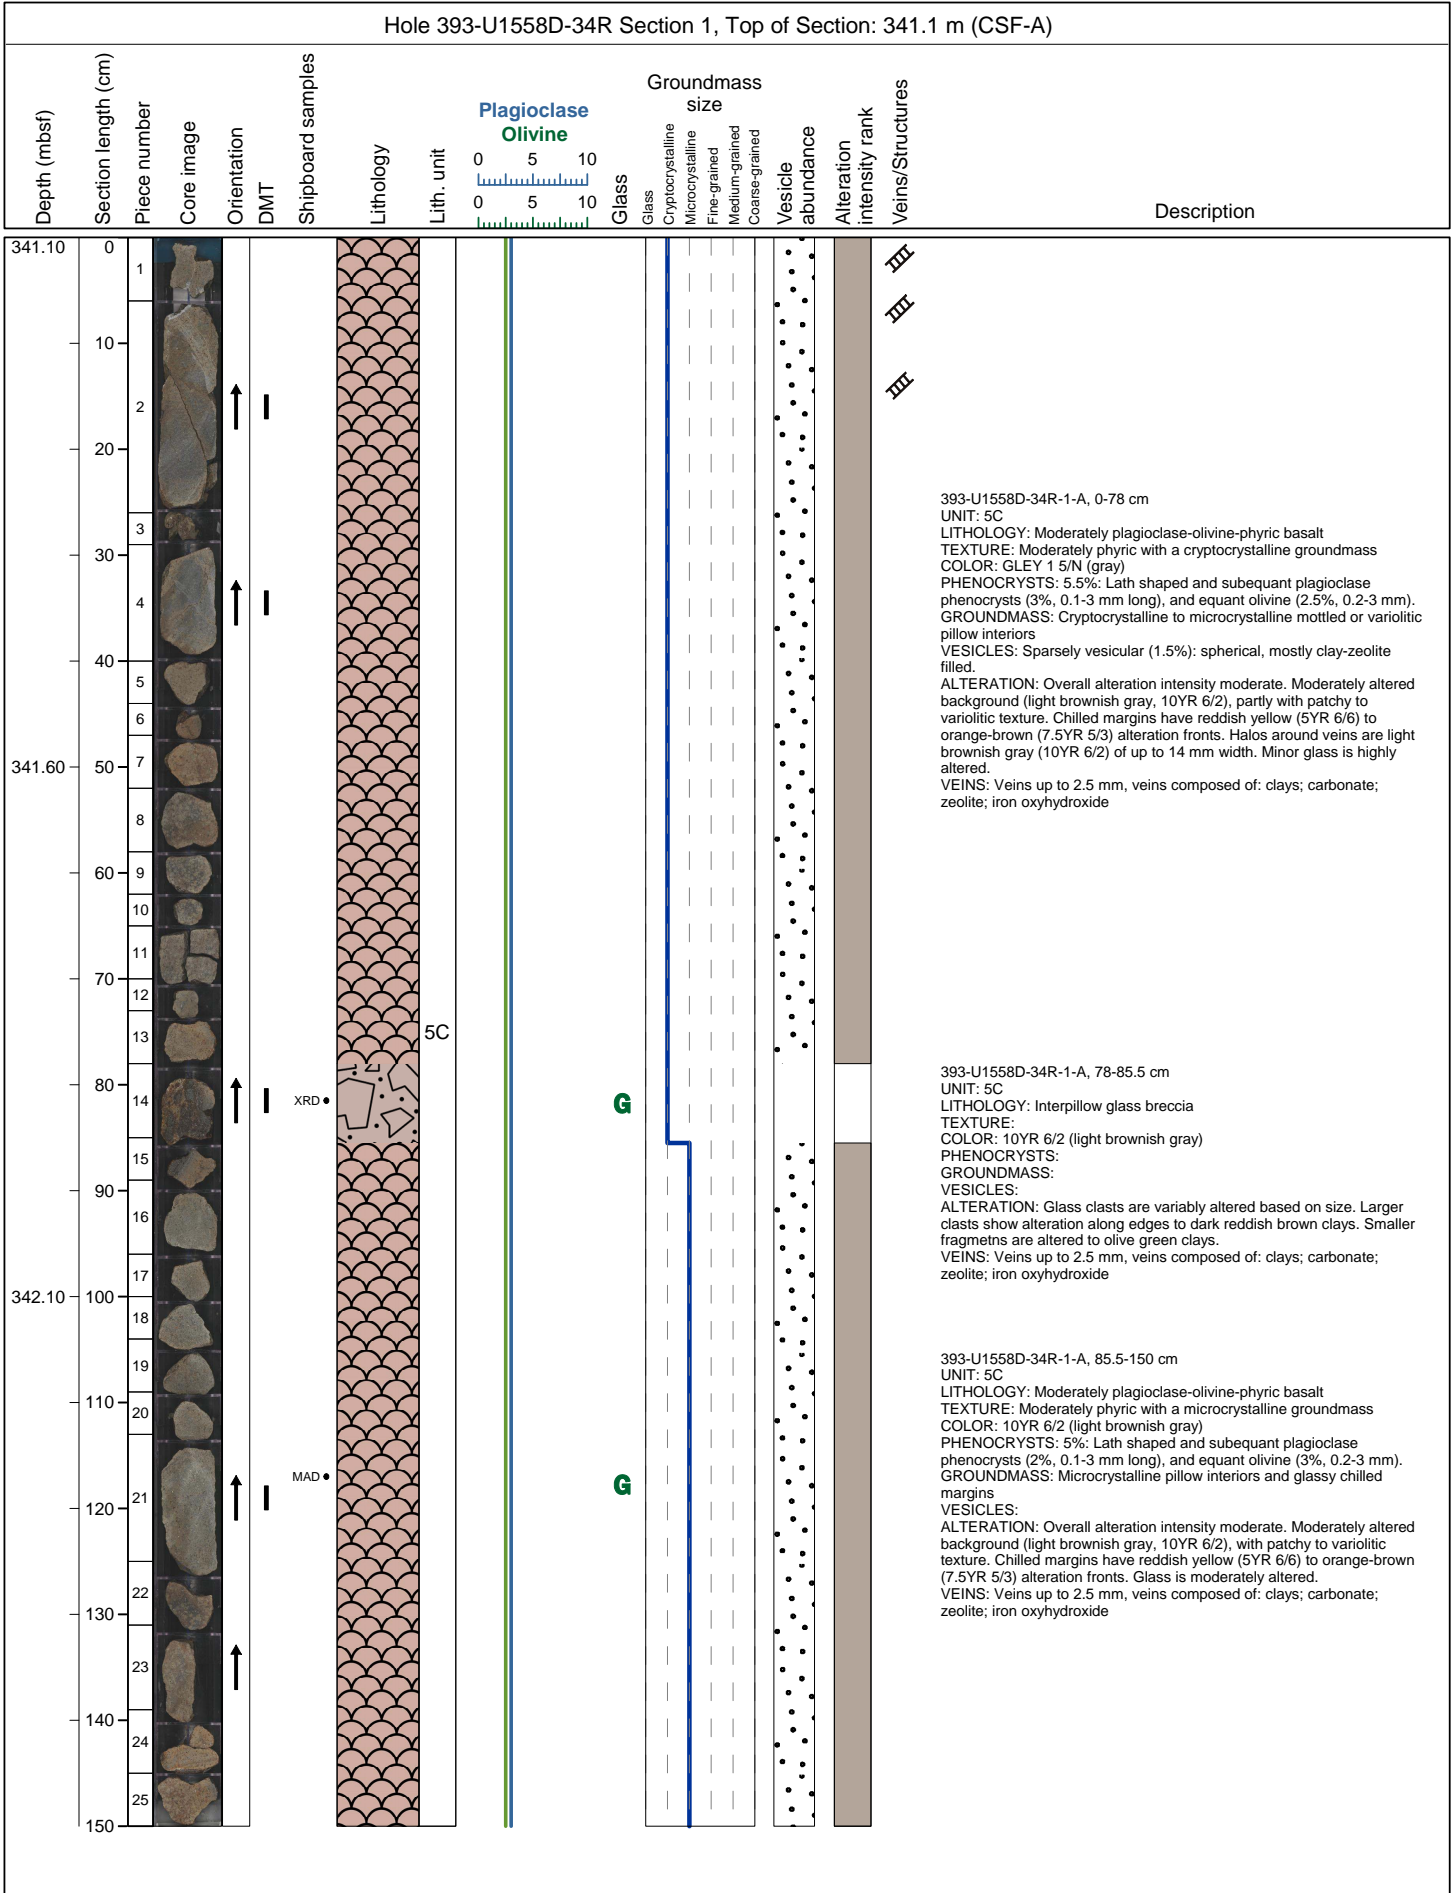 Hole 393-U1558D-34R Section 1, Top of Section: 341.1 m (CSF-A)
Depth (mbsf)
Section length (cm)
Piece number
Core image
Orientation
DMT
Shipboard samples
Lithology
Lith. unit
Plagioclase
Olivine
0 5 10
0 5 10
Glass
Groundmass
size
Glass
Cryptocrystalline
Microcrystalline
Fine-grained
Medium-grained
Coarse-grained
Vesicle
abundance
Alteration
intensity rank
Veins/Structures
Description
341.10
341.60
342.10
0
10
20
30
40
50
60
70
80
90
100
110
120
130
140
150
1
2
3
4
5
6
7
8
9
10
11
12
13
14
15
16
17
18
19
20
21
22
23
24
25
XRD
MAD
5C
G
G
393-U1558D-34R-1-A, 0-78 cm
UNIT: 5C
LITHOLOGY: Moderately plagioclase-olivine-phyric basalt
TEXTURE: Moderately phyric with a cryptocrystalline groundmass
COLOR: GLEY 1 5/N (gray)
PHENOCRYSTS: 5.5%: Lath shaped and subequant plagioclase
phenocrysts (3%, 0.1-3 mm long), and equant olivine (2.5%, 0.2-3 mm).
GROUNDMASS: Cryptocrystalline to microcrystalline mottled or variolitic
pillow interiors
VESICLES: Sparsely vesicular (1.5%): spherical, mostly clay-zeolite
filled.
ALTERATION: Overall alteration intensity moderate. Moderately altered
background (light brownish gray, 10YR 6/2), partly with patchy to
variolitic texture. Chilled margins have reddish yellow (5YR 6/6) to
orange-brown (7.5YR 5/3) alteration fronts. Halos around veins are light
brownish gray (10YR 6/2) of up to 14 mm width. Minor glass is highly
altered.
VEINS: Veins up to 2.5 mm, veins composed of: clays; carbonate;
zeolite; iron oxyhydroxide
393-U1558D-34R-1-A, 78-85.5 cm
UNIT: 5C
LITHOLOGY: Interpillow glass breccia
TEXTURE:
COLOR: 10YR 6/2 (light brownish gray)
PHENOCRYSTS:
GROUNDMASS:
VESICLES:
ALTERATION: Glass clasts are variably altered based on size. Larger
clasts show alteration along edges to dark reddish brown clays. Smaller
fragmetns are altered to olive green clays.
VEINS: Veins up to 2.5 mm, veins composed of: clays; carbonate;
zeolite; iron oxyhydroxide
393-U1558D-34R-1-A, 85.5-150 cm
UNIT: 5C
LITHOLOGY: Moderately plagioclase-olivine-phyric basalt
TEXTURE: Moderately phyric with a microcrystalline groundmass
COLOR: 10YR 6/2 (light brownish gray)
PHENOCRYSTS: 5%: Lath shaped and subequant plagioclase
phenocrysts (2%, 0.1-3 mm long), and equant olivine (3%, 0.2-3 mm).
GROUNDMASS: Microcrystalline pillow interiors and glassy chilled
margins
VESICLES:
ALTERATION: Overall alteration intensity moderate. Moderately altered
background (light brownish gray, 10YR 6/2), with patchy to variolitic
texture. Chilled margins have reddish yellow (5YR 6/6) to orange-brown
(7.5YR 5/3) alteration fronts. Glass is moderately altered.
VEINS: Veins up to 2.5 mm, veins composed of: clays; carbonate;
zeolite; iron oxyhydroxide